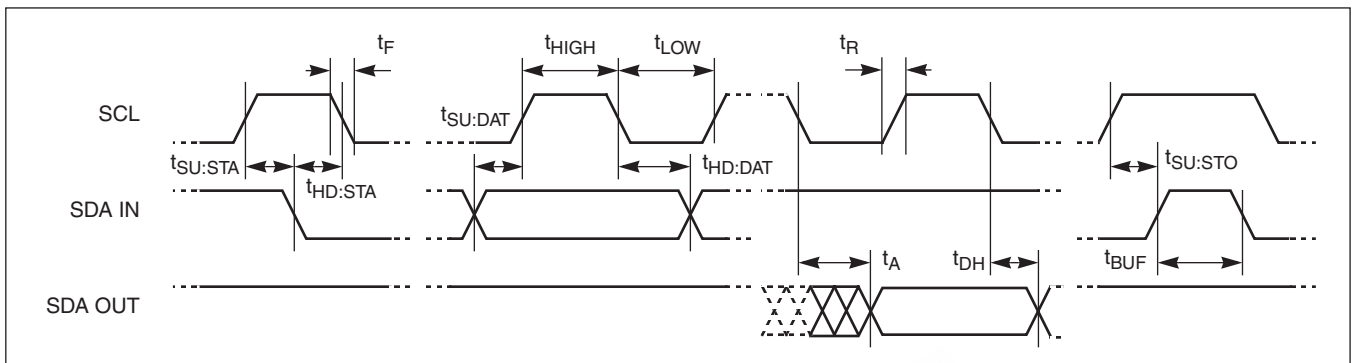 tF
tHIGH
tLOW
tR
SCL
tSU:DAT
tSU:STA
tHD:STA
tHD:DAT
tSU:STO
SDA IN
tA
tDH
tBUF
SDA OUT